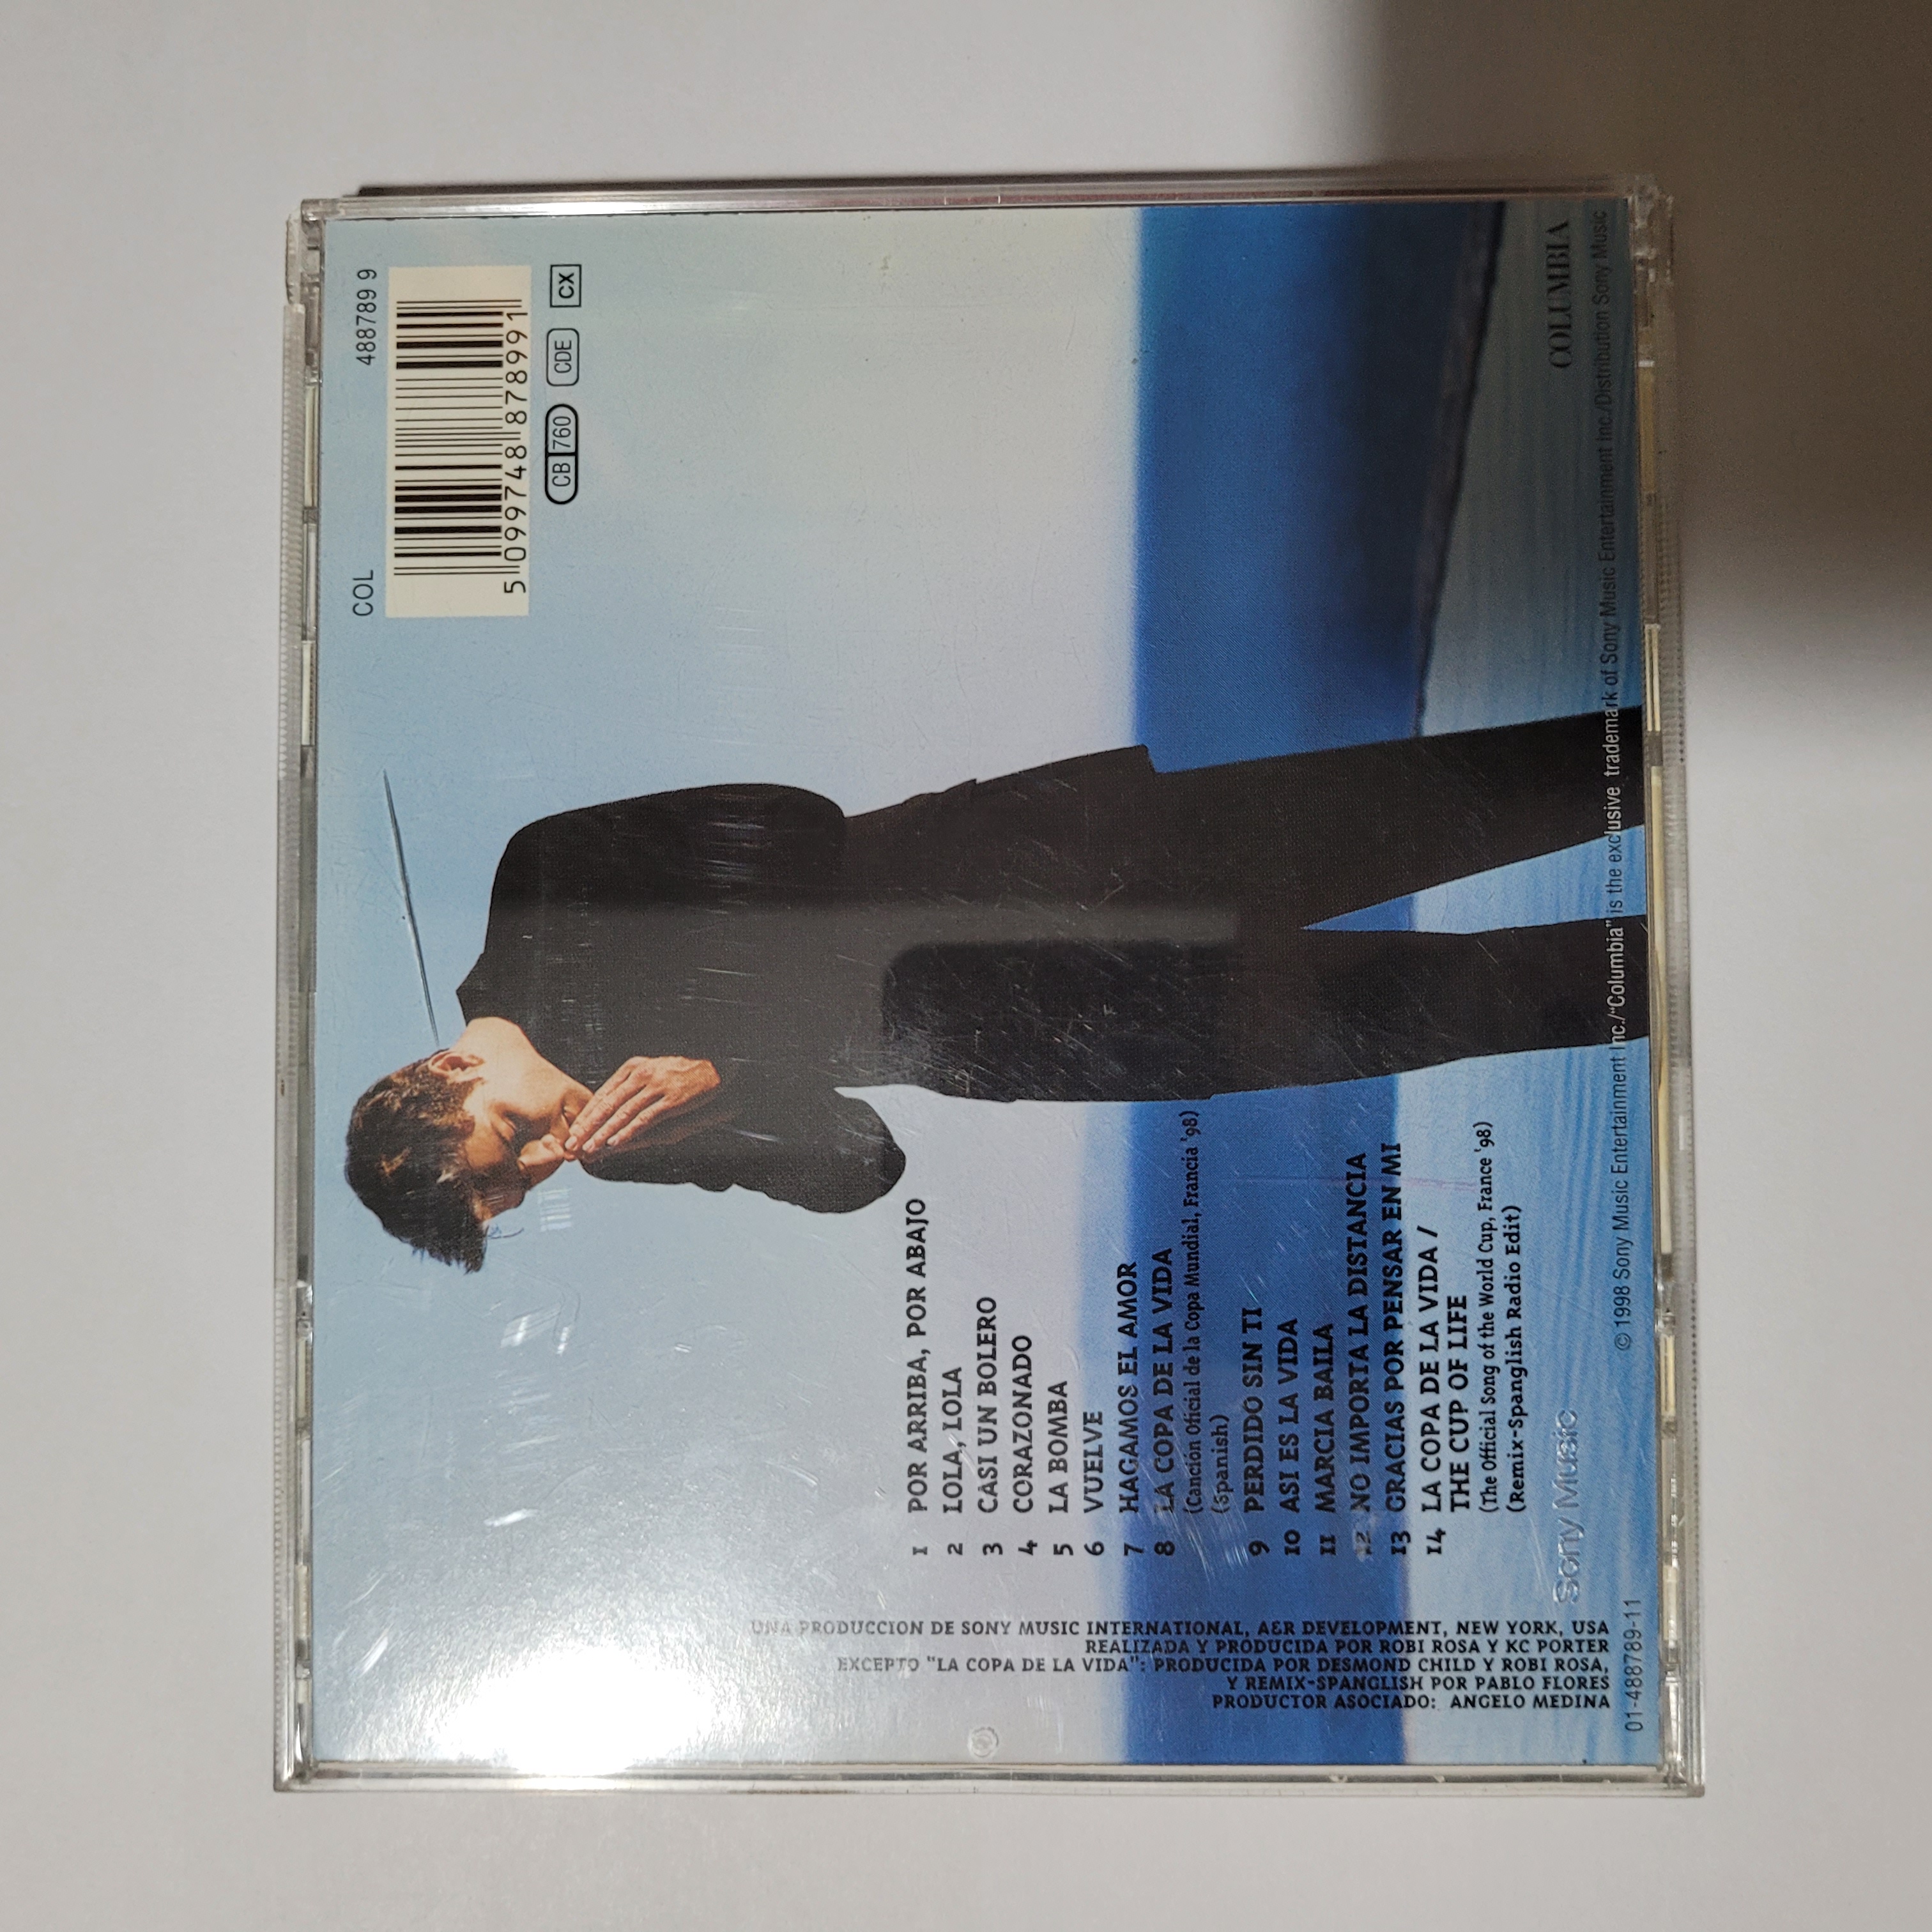 COL
488789 9
5 099748 878991
CB 760 CDE CX
1 POR ARRIBA, POR ABAJO
2 LOLA, LOLA
3 CASI UN BOLERO
4 CORAZONADO
5 LA BOMBA
6 VUELVE
7 HAGAMOS EL AMOR
8 LA COPA DE LA VIDA
(Canción Oficial de la Copa Mundial, Francia '98)
(Spanish)
9 PERDIDO SIN TI
10 ASI ES LA VIDA
11 MARCIA BAILA
12 NO IMPORTA LA DISTANCIA
13 GRACIAS POR PENSAR EN MI
14 LA COPA DE LA VIDA /
THE CUP OF LIFE
(The Official Song of the World Cup, France '98)
(Remix-Spanglish Radio Edit)
UNA PRODUCCION DE SONY MUSIC INTERNATIONAL, A&R DEVELOPMENT, NEW YORK, USA
REALIZADA Y PRODUCIDA POR ROBI ROSA Y KC PORTER
EXCEPTO "LA COPA DE LA VIDA": PRODUCIDA POR DESMOND CHILD Y ROBI ROSA,
Y REMIX-SPANGLISH POR PABLO FLORES
PRODUCTOR ASOCIADO: ANGELO MEDINA
Sony Music
COLUMBIA
01-488789-11
© 1998 Sony Music Entertainment Inc./"Columbia" is the exclusive trademark of Sony Music Entertainment Inc./Distribution Sony Music